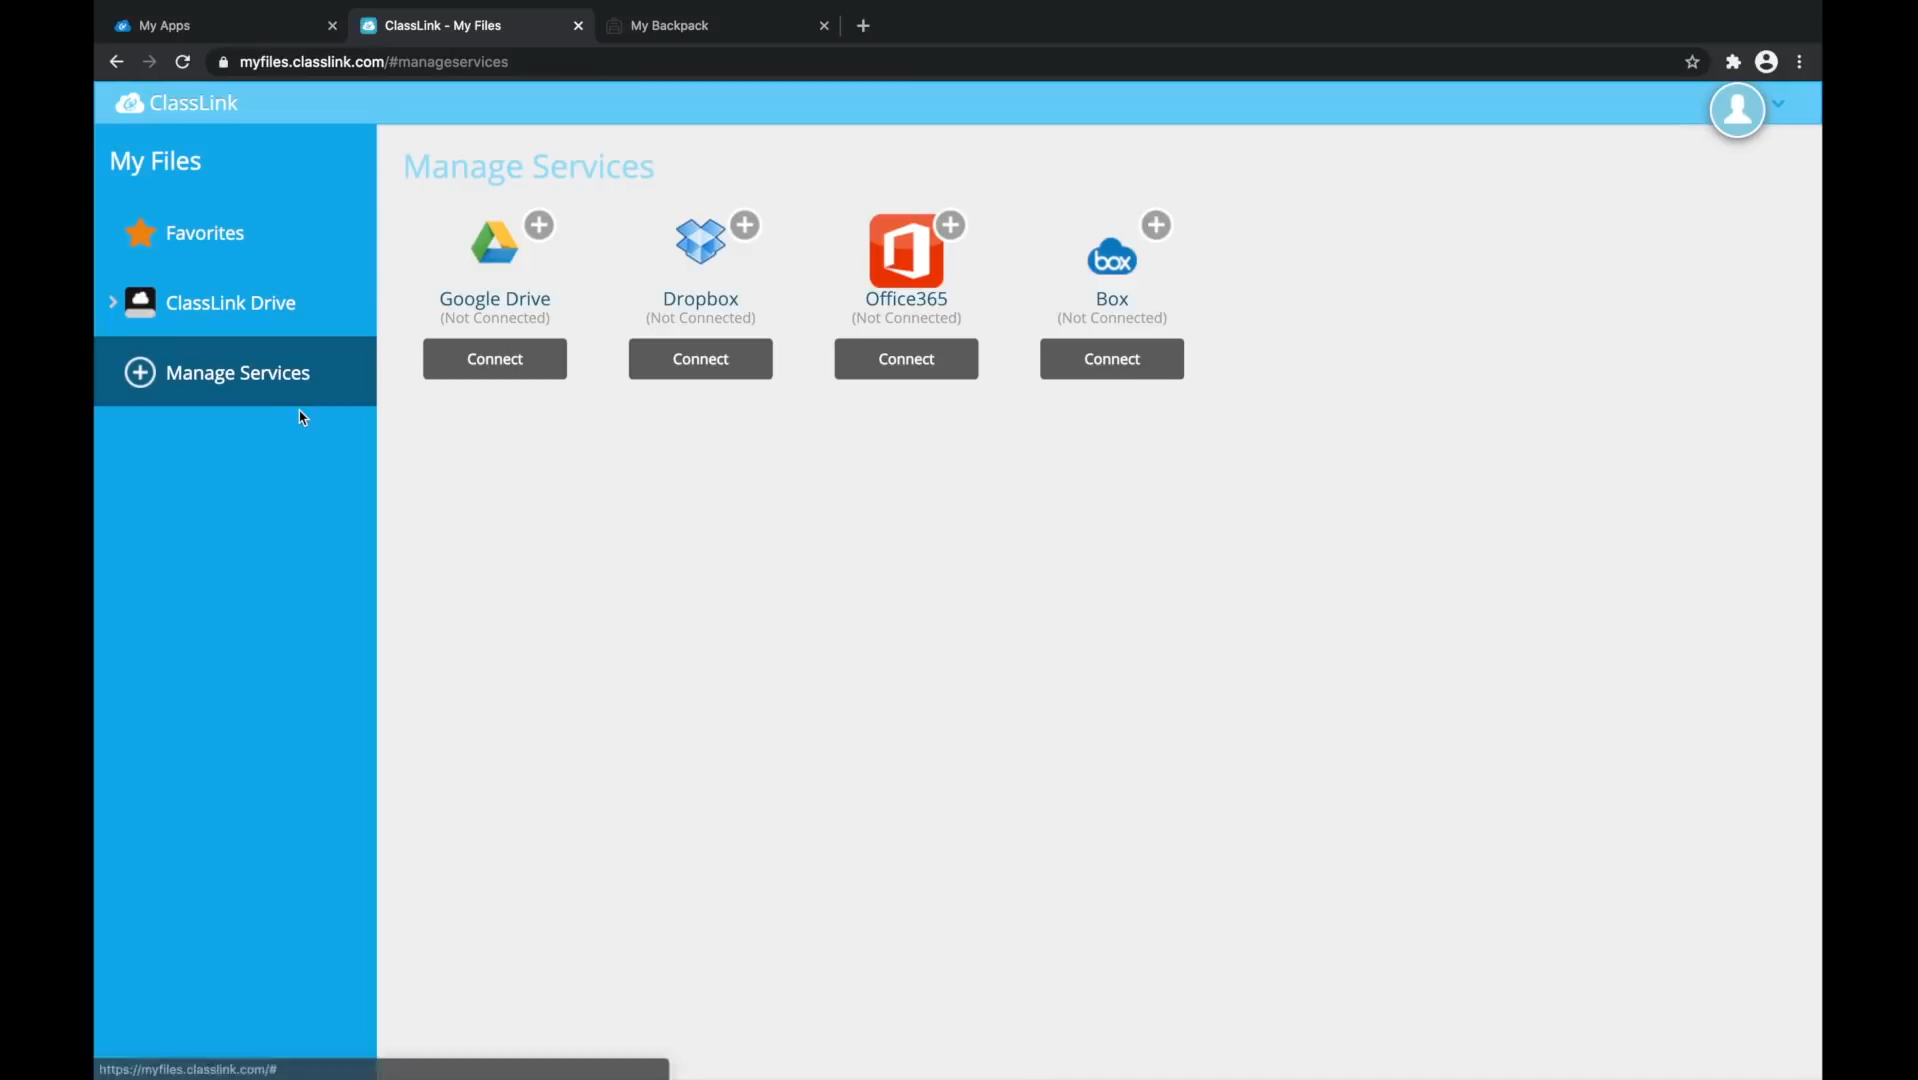 My Apps
ClassLink - My Files
My Backpack
myfiles.classlink.com/#manageservices
ClassLink
My Files
Manage Services
Favorites
ClassLink Drive
Manage Services
Google Drive
(Not Connected)
Connect
Dropbox
(Not Connected)
Connect
Office365
(Not Connected)
Connect
box
Box
(Not Connected)
Connect
https://myfiles.classlink.com/#